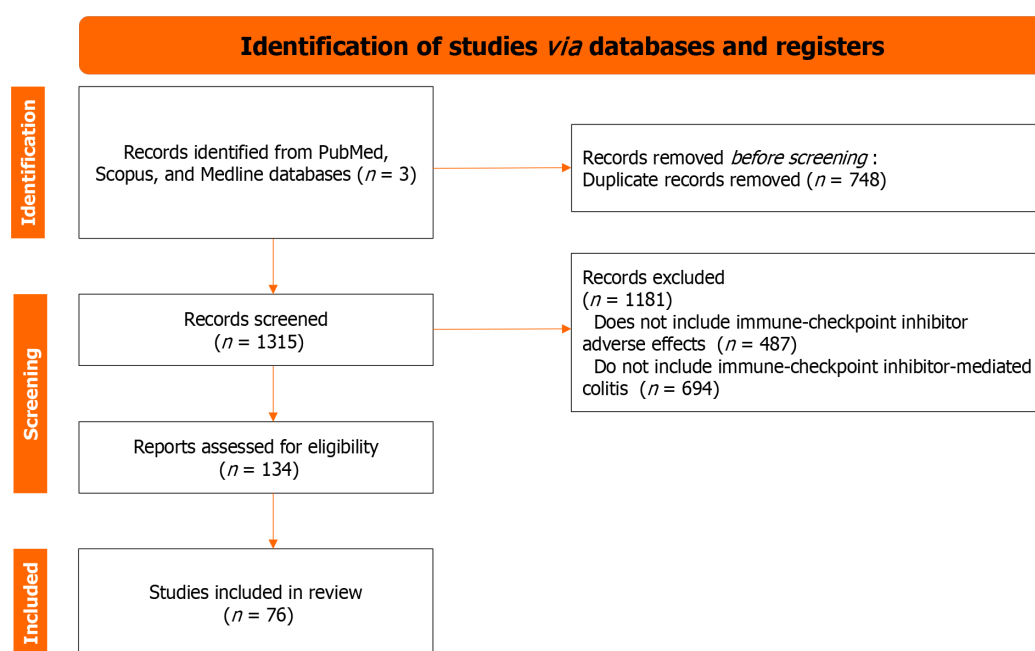 Identification of studies via databases and registers
Identification
Records identified from PubMed,
Scopus, and Medline databases (n = 3)
Records removed before screening :
Duplicate records removed (n = 748)
Screening
Records screened
(n = 1315)
Records excluded
(n = 1181)
Does not include immune-checkpoint inhibitor
adverse effects (n = 487)
Do not include immune-checkpoint inhibitor-mediated
colitis (n = 694)
Reports assessed for eligibility
(n = 134)
Included
Studies included in review
(n = 76)